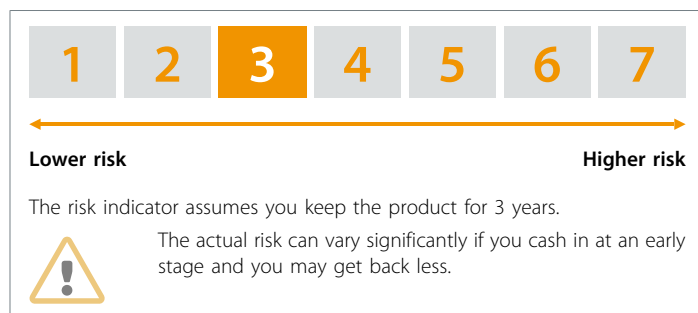 1 2 3 4 5 6 7
Lower risk Higher risk
The risk indicator assumes you keep the product for 3 years.
The actual risk can vary significantly if you cash in at an early
stage and you may get back less.